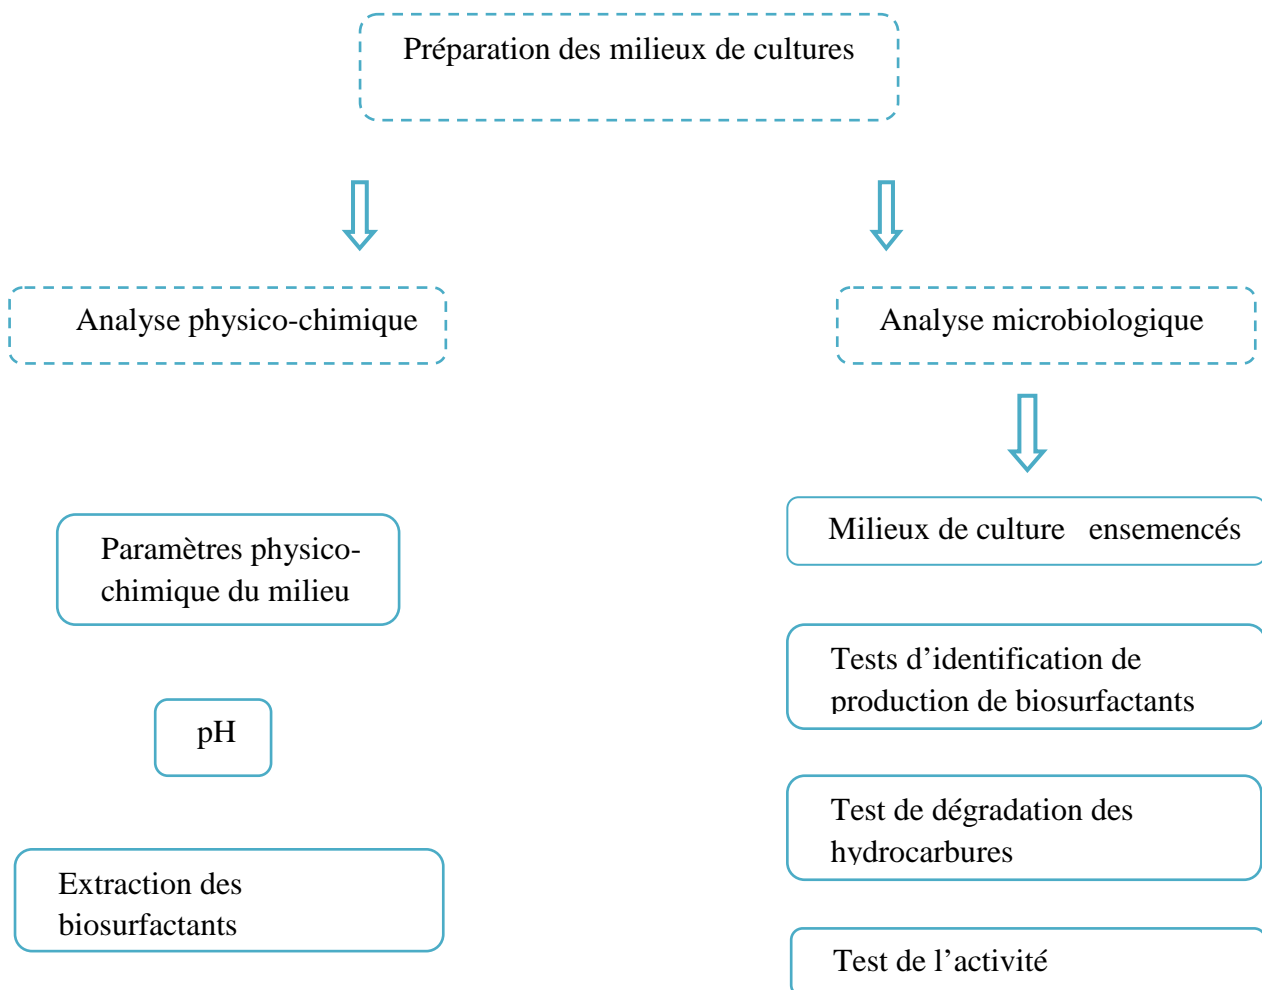 Préparation des milieux de cultures
Analyse physico-chimique
Analyse microbiologique
Paramètres physico-
chimique du milieu
pH
Extraction des
biosurfactants
Milieux de culture ensemencés
Tests d’identification de
production de biosurfactants
Test de dégradation des
hydrocarbures
Test de l’activité